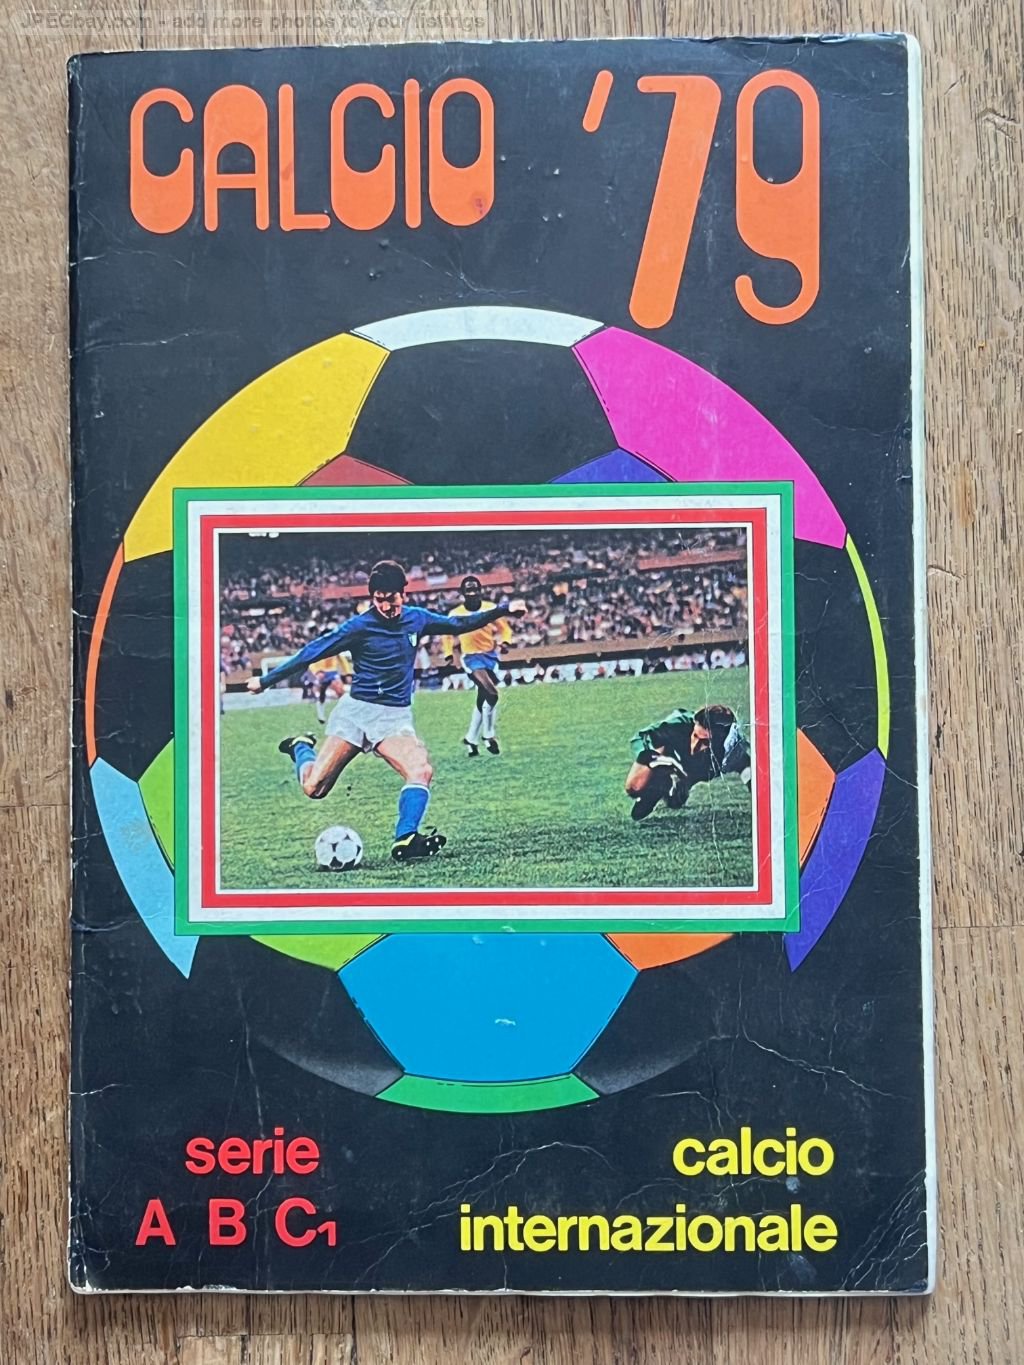 JPEGbay.com - add more photos to your listings
CALCIO '79
serie
A B C1
calcio
internazionale